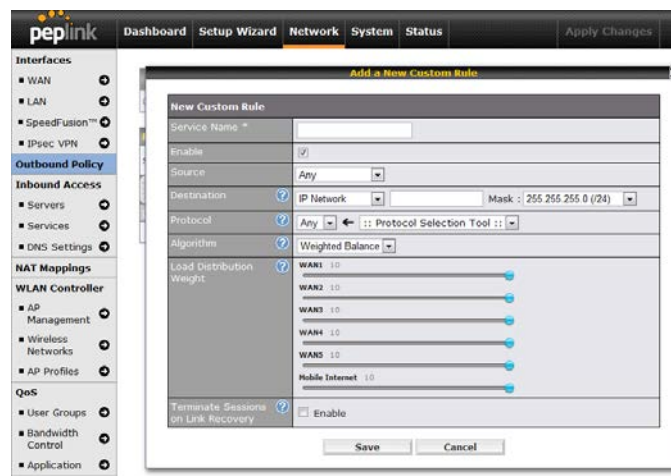 peplink
Dashboard Setup Wizard Network System Status Apply Changes
Interfaces
WAN
LAN
SpeedFusion™
IPsec VPN
Outbound Policy
Inbound Access
Servers
Services
DNS Settings
NAT Mappings
WLAN Controller
AP Management
Wireless Networks
AP Profiles
QoS
User Groups
Bandwidth Control
Application
Add a New Custom Rule
New Custom Rule
Service Name *
Enable
Source Any
Destination ? IP Network Mask : 255.255.255.0 (/24)
Protocol ? Any ← :: Protocol Selection Tool ::
Algorithm ? Weighted Balance
Load Distribution Weight ?
WAN1 10
WAN2 10
WAN3 10
WAN4 10
WAN5 10
Mobile Internet 10
Terminate Sessions on Link Recovery ? Enable
Save Cancel